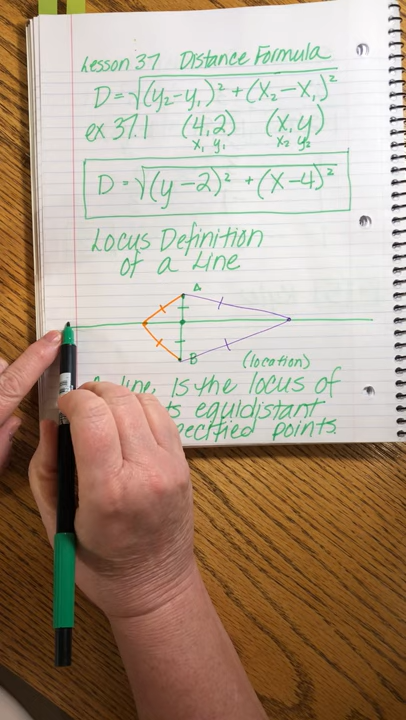 Lesson 37 Distance Formula
D=√(y₂-y₁)² +(x₂-x₁)²
ex 37.1 (4,2) (x,y)
x₁ y₁ x₂ y₂
D=√(y-2)² +(x-4)²
Locus Definition
of a Line
A
B
(location)
line, is the locus of
equidistant
points.